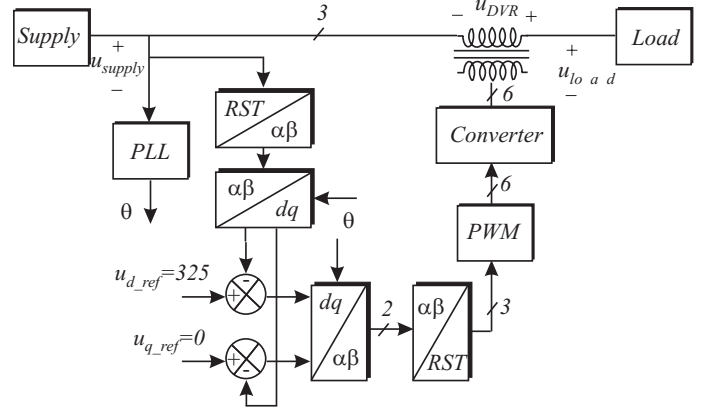 Supply
3
− u_DVR +
Load
+
u_supply
−
+
u_lo a d
−
RST
αβ
6
Converter
PLL
αβ
dq
6
θ
θ
PWM
u_d_ref=325
-
+
dq
αβ
2
αβ
RST
3
u_q_ref=0
+
-